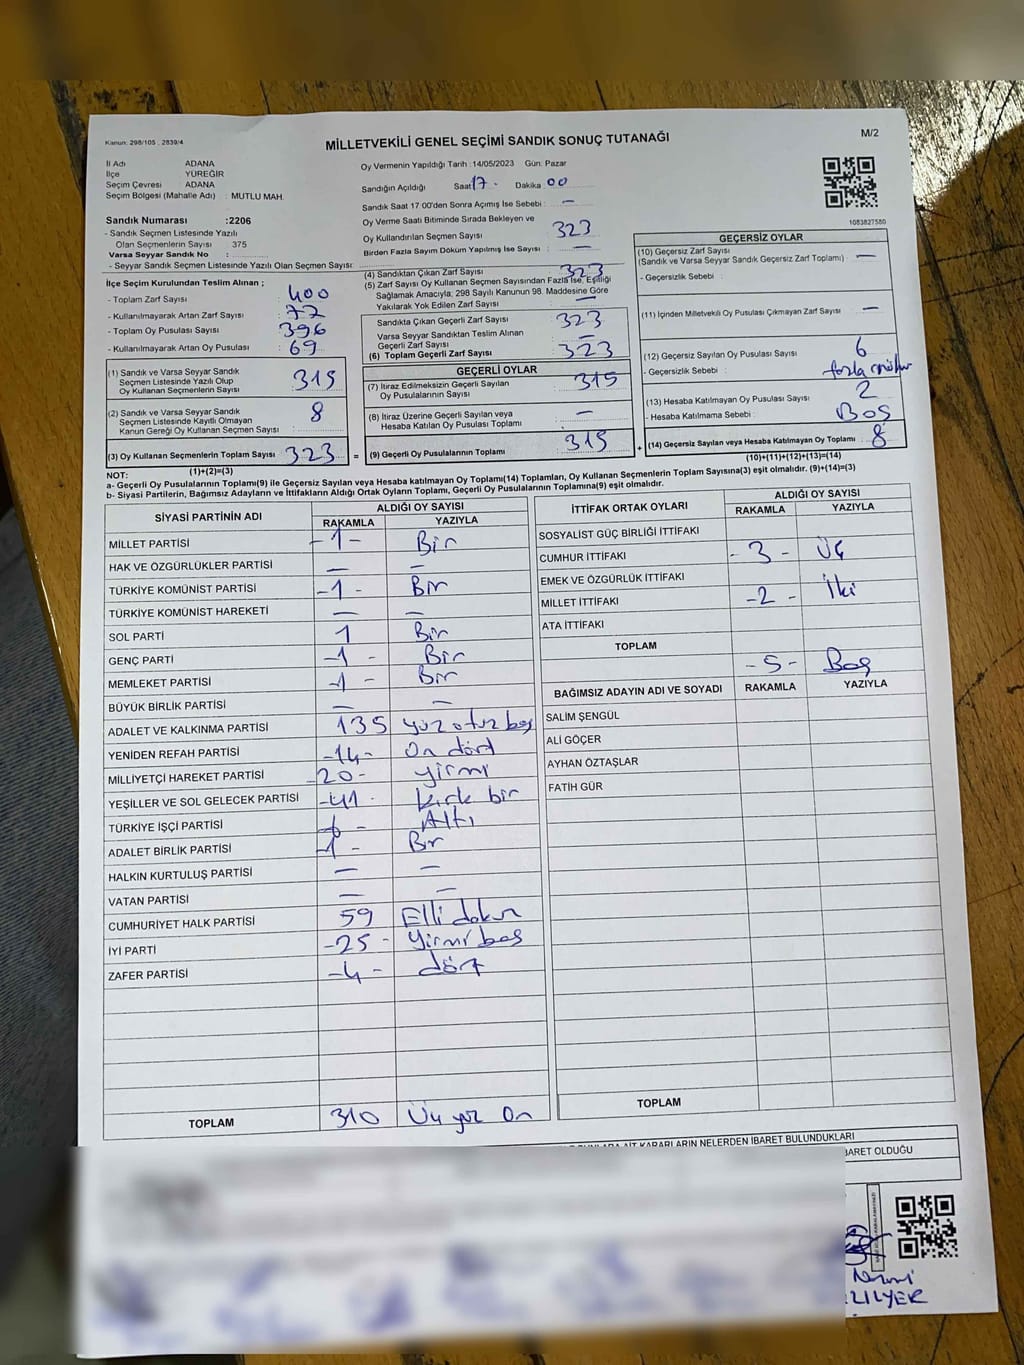 Kanun: 298/105 , 2839/4
MİLLETVEKİLİ GENEL SEÇİMİ SANDIK SONUÇ TUTANAĞI
M/2
İl Adı ADANA
İlçe YÜREĞİR
Seçim Çevresi ADANA
Seçim Bölgesi (Mahalle Adı) : MUTLU MAH.
Sandık Numarası :2206
- Sandık Seçmen Listesinde Yazılı
Olan Seçmenlerin Sayısı 375
Varsa Seyyar Sandık No :
- Seyyar Sandık Seçmen Listesinde Yazılı Olan Seçmen Sayısı:
İlçe Seçim Kurulundan Teslim Alınan ;
- Toplam Zarf Sayısı 400
- Kullanılmayarak Artan Zarf Sayısı 77
- Toplam Oy Pusulası Sayısı 396
- Kullanılmayarak Artan Oy Pusulası 69
(1) Sandık ve Varsa Seyyar Sandık
Seçmen Listesinde Yazılı Olup
Oy Kullanan Seçmenlerin Sayısı 315
(2) Sandık ve Varsa Seyyar Sandık
Seçmen Listesinde Kayıtlı Olmayan
Kanun Gereği Oy Kullanan Seçmen Sayısı : 8
(3) Oy Kullanan Seçmenlerin Toplam Sayısı 323 =
(1)+(2)=(3)
Oy Vermenin Yapıldığı Tarih : 14/05/2023 Gün: Pazar
Sandığın Açıldığı Saat 17 - Dakika 00
Sandık Saat 17 00'den Sonra Açımış İse Sebebi : —
Oy Verme Saati Bitiminde Sırada Bekleyen ve
Oy Kullandırılan Seçmen Sayısı 323
Birden Fazla Sayım Döküm Yapılmış İse Sayısı : —
(4) Sandıktan Çıkan Zarf Sayısı 323
(5) Zarf Sayısı Oy Kullanan Seçmen Sayısından Fazla İse, Eşitliği
Sağlamak Amacıyla, 298 Sayılı Kanunun 98. Maddesine Göre
Yakılarak Yok Edilen Zarf Sayısı : —
Sandıkta Çıkan Geçerli Zarf Sayısı 323
Varsa Seyyar Sandıktan Teslim Alınan
Geçerli Zarf Sayısı —
(6) Toplam Geçerli Zarf Sayısı 323
GEÇERLİ OYLAR
(7) İtiraz Edilmeksizin Geçerli Sayılan
Oy Pusulalarının Sayısı 315
(8) İtiraz Üzerine Geçerli Sayılan veya
Hesaba Katılan Oy Pusulası Toplamı —
(9) Geçerli Oy Pusulalarının Toplamı 315 +
1083827580
GEÇERSİZ OYLAR
(10) Geçersiz Zarf Sayısı
(Sandık ve Varsa Seyyar Sandık Geçersiz Zarf Toplamı) —
- Geçersizlik Sebebi :
(11) İçinden Milletvekili Oy Pusulası Çıkmayan Zarf Sayısı —
(12) Geçersiz Sayılan Oy Pusulası Sayısı 6
- Geçersizlik Sebebi : fazla mühür
(13) Hesaba Katılmayan Oy Pusulası Sayısı 2
- Hesaba Katılmama Sebebi : Boş
(14) Geçersiz Sayılan veya Hesaba Katılmayan Oy Toplamı 8
(10)+(11)+(12)+(13)=(14)
NOT:
a- Geçerli Oy Pusulalarının Toplamı(9) ile Geçersiz Sayılan veya Hesaba katılmayan Oy Toplamı(14) Toplamları, Oy Kullanan Seçmenlerin Toplam Sayısına(3) eşit olmalıdır. (9)+(14)=(3)
b- Siyasi Partilerin, Bağımsız Adayların ve İttifakların Aldığı Ortak Oyların Toplamı, Geçerli Oy Pusulalarının Toplamına(9) eşit olmalıdır.
SİYASİ PARTİNİN ADI ALDIĞI OY SAYISI
RAKAMLA YAZIYLA
MİLLET PARTİSİ -1- Bir
HAK VE ÖZGÜRLÜKLER PARTİSİ — —
TÜRKİYE KOMÜNİST PARTİSİ -1- Bir
TÜRKİYE KOMÜNİST HAREKETİ — —
SOL PARTİ 1 Bir
GENÇ PARTİ -1- Bir
MEMLEKET PARTİSİ -1- Bir
BÜYÜK BİRLİK PARTİSİ — —
ADALET VE KALKINMA PARTİSİ 135 yüz otuz beş
YENİDEN REFAH PARTİSİ -14- On dört
MİLLİYETÇİ HAREKET PARTİSİ -20- yirmi
YEŞİLLER VE SOL GELECEK PARTİSİ -41- kırk bir
TÜRKİYE İŞÇİ PARTİSİ 6 - Altı
ADALET BİRLİK PARTİSİ -1- Bir
HALKIN KURTULUŞ PARTİSİ — —
VATAN PARTİSİ — —
CUMHURİYET HALK PARTİSİ 59 Elli dokuz
İYİ PARTİ -25- Yirmi beş
ZAFER PARTİSİ -4- dört
TOPLAM 310 Üç yüz On
İTTİFAK ORTAK OYLARI ALDIĞI OY SAYISI
RAKAMLA YAZIYLA
SOSYALİST GÜÇ BİRLİĞİ İTTİFAKI
CUMHUR İTTİFAKI -3- Üç
EMEK VE ÖZGÜRLÜK İTTİFAKI
MİLLET İTTİFAKI -2- İki
ATA İTTİFAKI
TOPLAM -5- Beş
BAĞIMSIZ ADAYIN ADI VE SOYADI RAKAMLA YAZIYLA
SALİM ŞENGÜL
ALİ GÖÇER
AYHAN ÖZTAŞLAR
FATİH GÜR
TOPLAM
KARARLARIN NELERDEN İBARET BULUNDUKLARI
BARET OLDUĞU